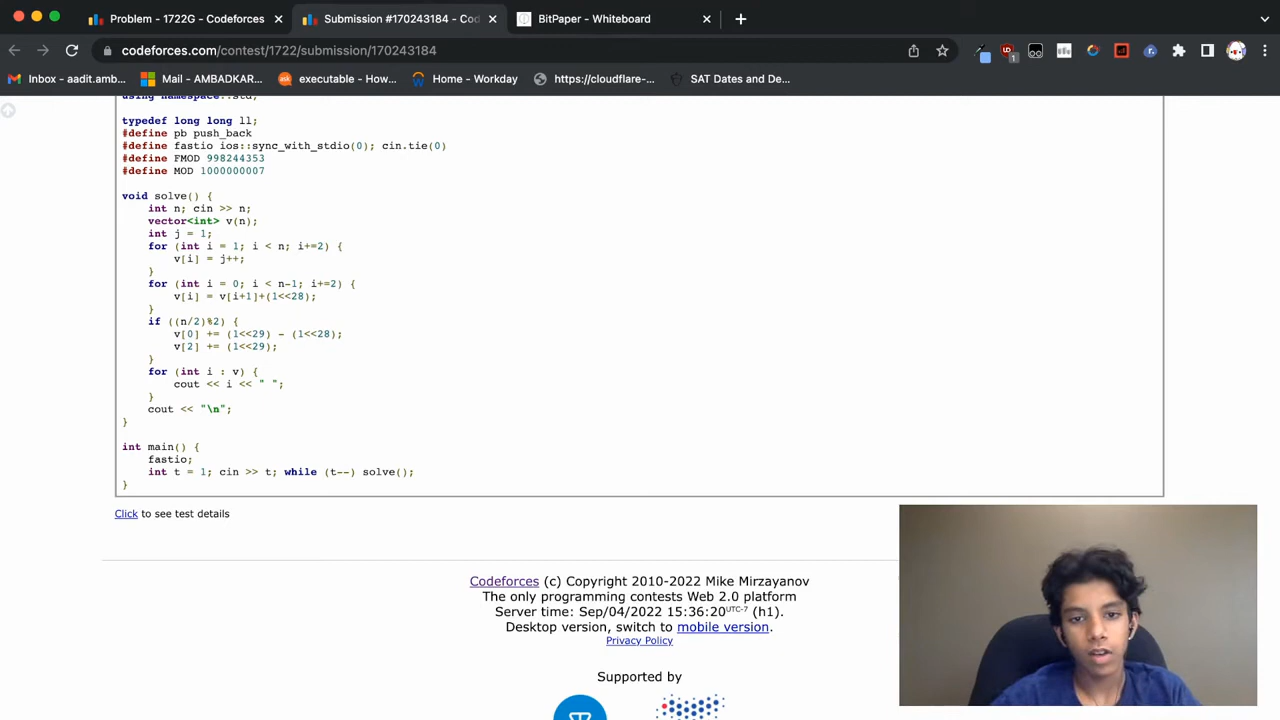 Problem - 1722G - Codeforces
Submission #170243184 - Cod
BitPaper - Whiteboard
codeforces.com/contest/1722/submission/170243184
1
Inbox - aadit.amb...
Mail - AMBADKAR...
ask
executable - How...
Home - Workday
https://cloudflare-...
SAT Dates and De...
using namespace::std;
typedef long long ll;
#define pb push_back
#define fastio ios::sync_with_stdio(0); cin.tie(0)
#define FMOD 998244353
#define MOD 1000000007
void solve() {
int n; cin >> n;
vector<int> v(n);
int j = 1;
for (int i = 1; i < n; i+=2) {
v[i] = j++;
}
for (int i = 0; i < n-1; i+=2) {
v[i] = v[i+1]+(1<<28);
}
if ((n/2)%2) {
v[0] += (1<<29) - (1<<28);
v[2] += (1<<29);
}
for (int i : v) {
cout << i << " ";
}
cout << "\n";
}
int main() {
fastio;
int t = 1; cin >> t; while (t--) solve();
}
Click to see test details
Codeforces (c) Copyright 2010-2022 Mike Mirzayanov
The only programming contests Web 2.0 platform
Server time: Sep/04/2022 15:36:20UTC-7 (h1).
Desktop version, switch to mobile version.
Privacy Policy
Supported by